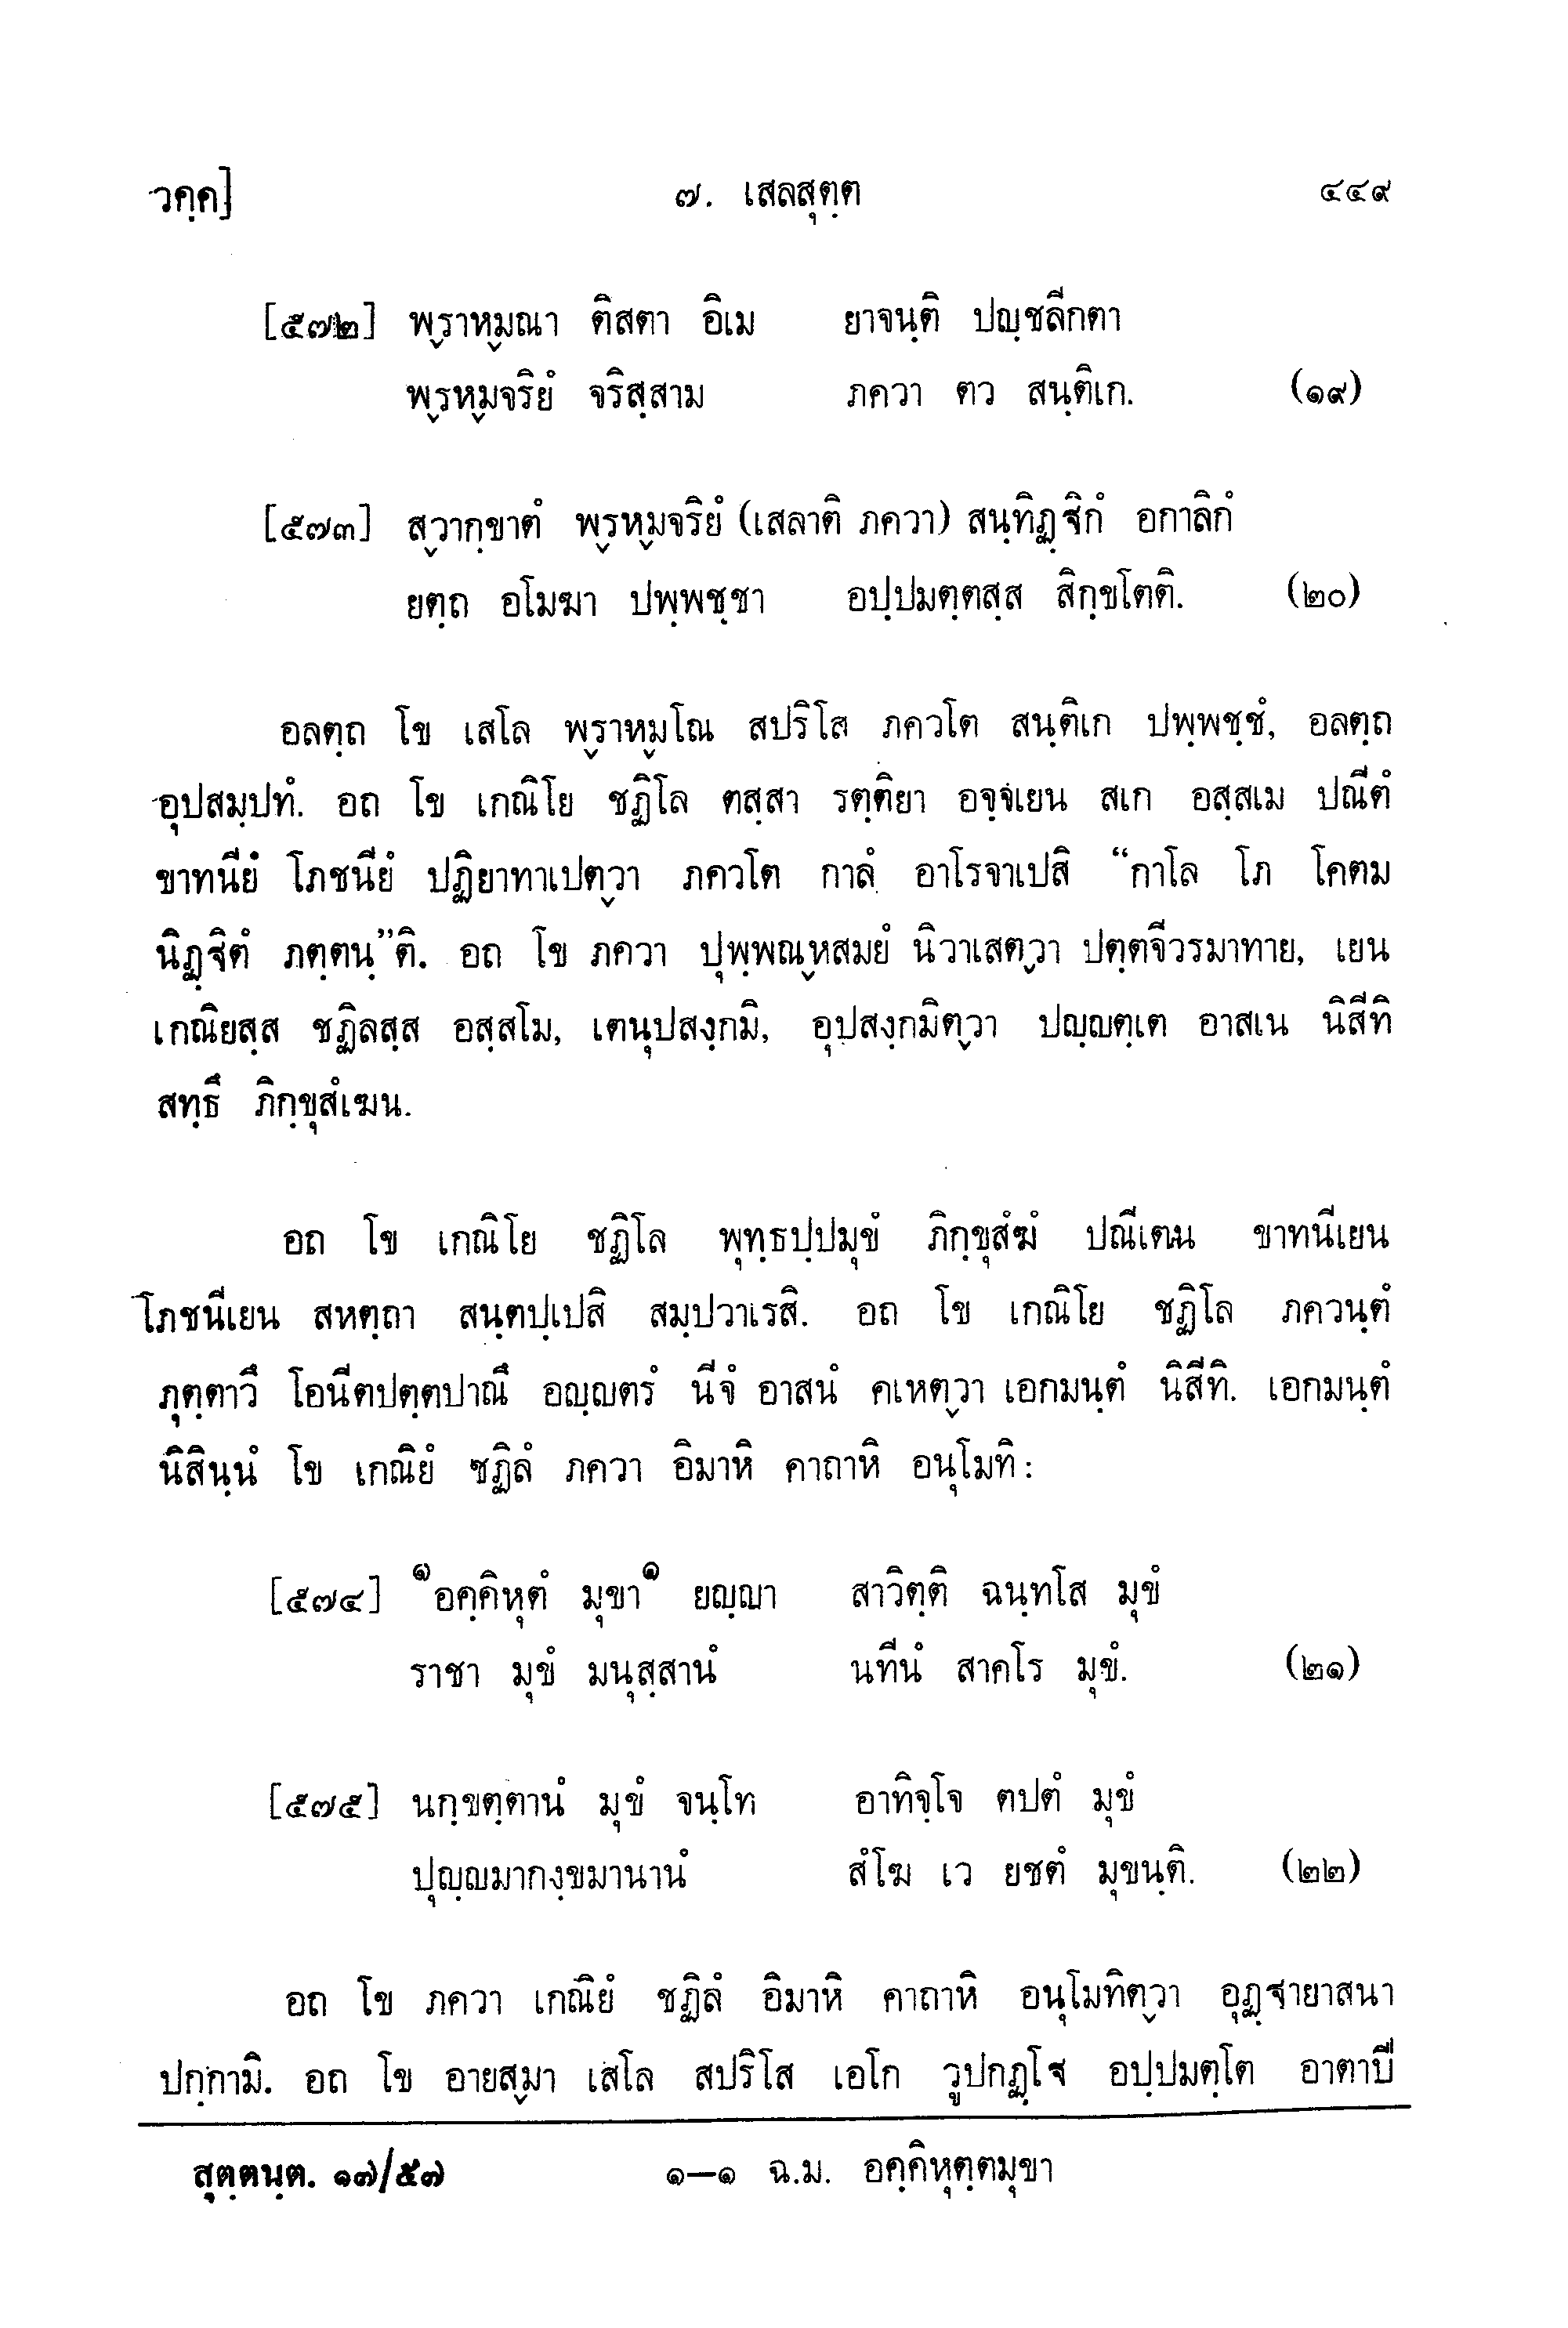 วคฺค] ๗. เสลสุตฺต ๔๔๙
[๕๗๒] พฺราหฺมณา ติสตา อิเม ยาจนฺติ ปญฺชลีกตา
พฺรหฺมจริยํ จริสฺสาม ภควา ตว สนฺติเก. (๑๙)
[๕๗๓] สฺวากฺขาตํ พฺรหฺมจริยํ (เสลาติ ภควา) สนฺทิฏฺฐิกํ อกาลิกํ
ยตฺถ อโมฆา ปพฺพชฺชา อปฺปมตฺตสฺส สิกฺขโตติ. (๒๐)
อลตฺถ โข เสโล พฺราหฺมโณ สปริโส ภควโต สนฺติเก ปพฺพชฺชํ, อลตฺถ
อุปสมฺปทํ. อถ โข เกณิโย ชฏิโล ตสฺสา รตฺติยา อจฺจเยน สเก อสฺสเม ปณีตํ
ขาทนียํ โภชนียํ ปฏิยาทาเปตฺวา ภควโต กาลํ อาโรจาเปสิ “กาโล โภ โคตม
นิฏฺฐิตํ ภตฺตนฺ”ติ. อถ โข ภควา ปุพฺพณฺหสมยํ นิวาเสตฺวา ปตฺตจีวรมาทาย, เยน
เกณิยสฺส ชฏิลสฺส อสฺสโม, เตนุปสงฺกมิ, อุปสงฺกมิตฺวา ปญฺญตฺเต อาสเน นิสีทิ
สทฺธึ ภิกฺขุสํเฆน.
อถ โข เกณิโย ชฏิโล พุทฺธปฺปมุขํ ภิกฺขุสํฆํ ปณีเตน ขาทนีเยน
โภชนีเยน สหตฺถา สนฺตปฺเปสิ สมฺปวาเรสิ. อถ โข เกณิโย ชฏิโล ภควนฺตํ
ภุตฺตาวึ โอนีตปตฺตปาณึ อญฺญตรํ นีจํ อาสนํ คเหตฺวา เอกมนฺตํ นิสีทิ. เอกมนฺตํ
นิสินฺนํ โข เกณิยํ ชฏิลํ ภควา อิมาหิ คาถาหิ อนุโมทิ :
[๕๗๔] ๑อคฺคิหุตํ มุขา๑ ยญฺญา สาวิตฺติ ฉนฺทโส มุขํ
ราชา มุขํ มนุสฺสานํ นทีนํ สาคโร มุขํ. (๒๑)
[๕๗๕] นกฺขตฺตานํ มุขํ จนฺโท อาทิจฺโจ ตปตํ มุขํ
ปุญฺญมากงฺขมานานํ สํโฆ เว ยชตํ มุขนฺติ. (๒๒)
อถ โข ภควา เกณิยํ ชฏิลํ อิมาหิ คาถาหิ อนุโมทิตฺวา อุฏฺฐายาสนา
ปกฺกามิ. อถ โข อายสฺมา เสโล สปริโส เอโก วูปกฏฺโฐ อปฺปมตฺโต อาตาปี
สุตฺตนฺต. ๑๗/๕๗ ๑–๑ ฉ.ม. อคฺคิหุตฺตมุขา